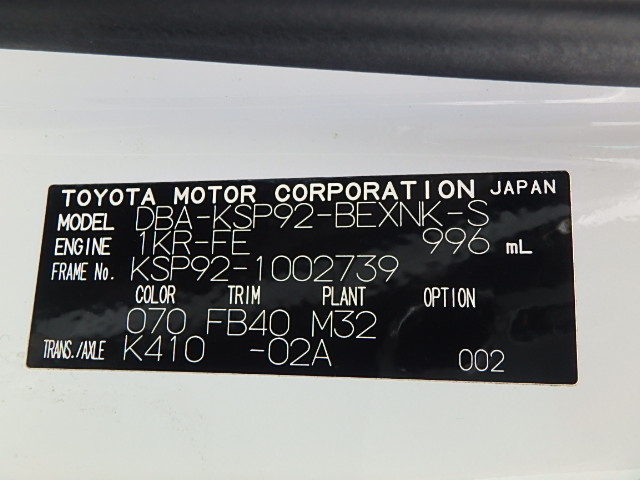 TOYOTA MOTOR CORPORATION JAPAN
MODEL DBA-KSP92-BEXNK-S
ENGINE 1KR-FE 996 mL
FRAME No. KSP92-1002739
COLOR TRIM PLANT OPTION
070 FB40 M32
TRANS./AXLE K410 -02A 002